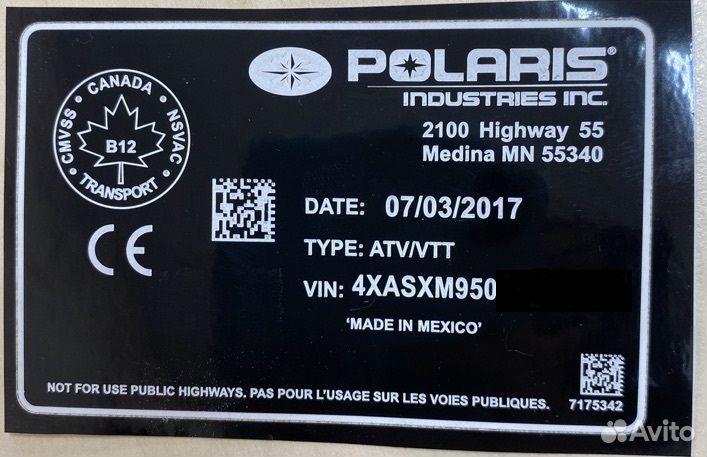 POLARIS®
INDUSTRIES INC.
2100 Highway 55
Medina MN 55340
CANADA
CMVSS · NSVAC
B12
TRANSPORT
CE
DATE: 07/03/2017
TYPE: ATV/VTT
VIN: 4XASXM950
‘MADE IN MEXICO’
NOT FOR USE PUBLIC HIGHWAYS. PAS POUR L'USAGE SUR LES VOIES PUBLIQUES.
7175342
Avito